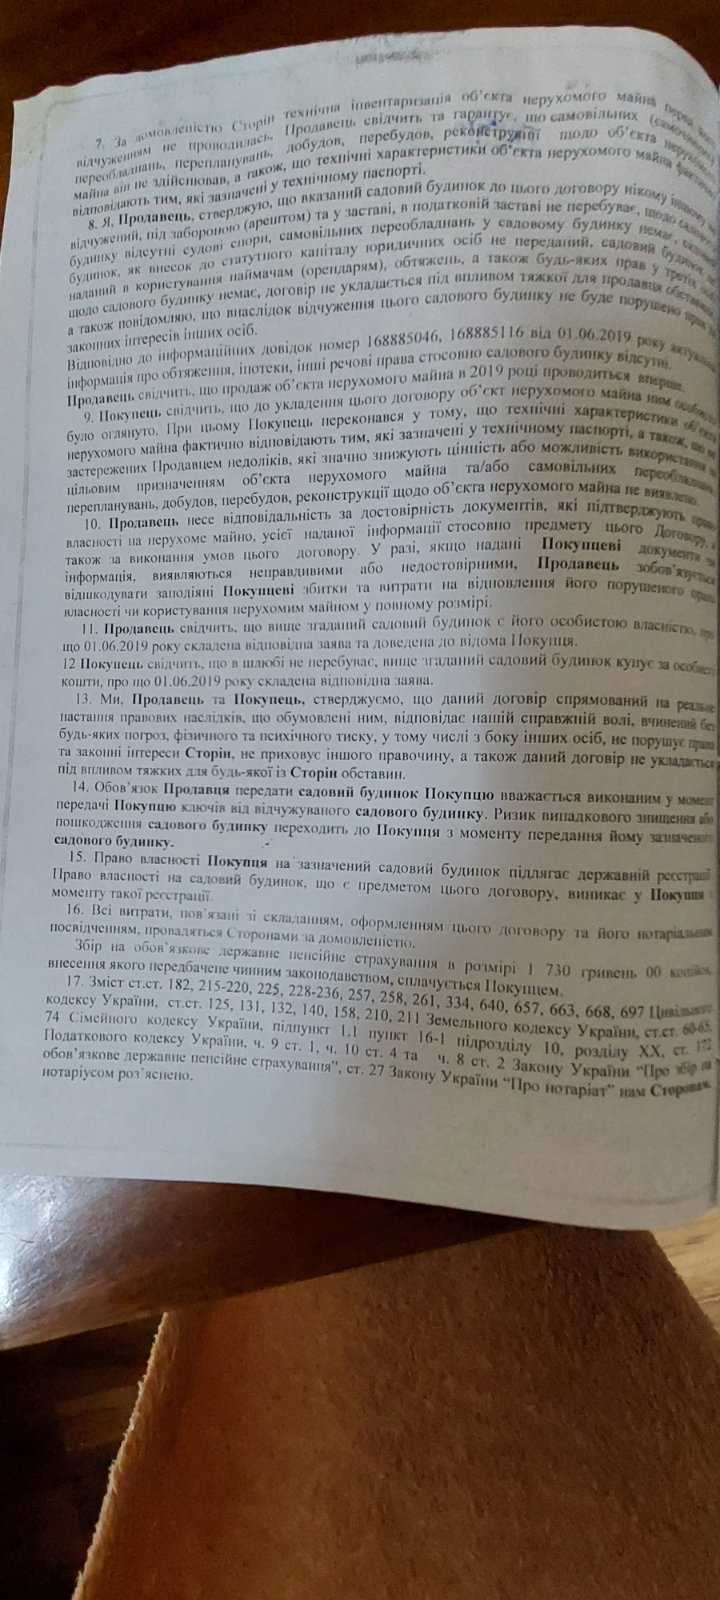 7. За домовленістю Сторін технічна інвентаризація об’єкта нерухомого майна перед його
відчуженням не проводилась. Продавець свідчить та гарантує, що самовільних (самочинних)
переобладнань, перепланувань, добудов, перебудов, реконструкції щодо об’єкта нерухомого
майна він не здійснював, а також, що технічні характеристики об’єкта нерухомого майна фактично
відповідають тим, які зазначені у технічному паспорті.
8. Я, Продавець, стверджую, що вказаний садовий будинок до цього договору нікому іншому не
відчужений, під забороною (арештом) та у заставі, в податковій заставі не перебуває, щодо садового
будинку відсутні судові спори, самовільних переобладнань у садовому будинку немає, садовий
будинок, як внесок до статутного капіталу юридичних осіб не переданий, садовий будинок не
наданий в користування наймачам (орендарям), обтяжень, а також будь-яких прав у третіх осіб
щодо садового будинку немає, договір не укладається під впливом тяжкої для продавця обставини,
а також повідомляю, що внаслідок відчуження цього садового будинку не буде порушено прав та
законних інтересів інших осіб.
Відповідно до інформаційних довідок номер 168885046, 168885116 від 01.06.2019 року актуальна
інформація про обтяження, іпотеки, інші речові права стосовно садового будинку відсутні.
Продавець свідчить, що продаж об’єкта нерухомого майна в 2019 році проводиться вперше.
9. Покупець свідчить, що до укладення цього договору об’єкт нерухомого майна ним особисто
було оглянуто. При цьому Покупець переконався у тому, що технічні характеристики об’єкта
нерухомого майна фактично відповідають тим, які зазначені у технічному паспорті, а також, що не
застережених Продавцем недоліків, які значно знижують цінність або можливість використання за
цільовим призначенням об’єкта нерухомого майна та/або самовільних переобладнань,
перепланувань, добудов, перебудов, реконструкції щодо об’єкта нерухомого майна не виявлено.
10. Продавець несе відповідальність за достовірність документів, які підтверджують право
власності на нерухоме майно, усієї наданої інформації стосовно предмету цього Договору, а
також за виконання умов цього договору. У разі, якщо надані Покупцеві документи чи
інформація, виявляються неправдивими або недостовірними, Продавець зобов’язується
відшкодувати заподіяні Покупцеві збитки та витрати на відновлення його порушеного права
власності чи користування нерухомим майном у повному розмірі.
11. Продавець свідчить, що вище згаданий садовий будинок є його особистою власністю, про
що 01.06.2019 року складена відповідна заява та доведена до відома Покупця.
12 Покупець свідчить, що в шлюбі не перебуває, вище згаданий садовий будинок купує за особисті
кошти, про що 01.06.2019 року складена відповідна заява.
13. Ми, Продавець та Покупець, стверджуємо, що даний договір спрямований на реальне
настання правових наслідків, що обумовлені ним, відповідає нашій справжній волі, вчинений без
будь-яких погроз, фізичного та психічного тиску, у тому числі з боку інших осіб, не порушує права
та законні інтереси Сторін, не приховує іншого правочину, а також даний договір не укладається
під впливом тяжких для будь-якої із Сторін обставин.
14. Обов’язок Продавця передати садовий будинок Покупцю вважається виконаним у момент
передачі Покупцю ключів від відчужуваного садового будинку. Ризик випадкового знищення або
пошкодження садового будинку переходить до Покупця з моменту передання йому зазначеного
садового будинку.
15. Право власності Покупця на зазначений садовий будинок підлягає державній реєстрації.
Право власності на садовий будинок, що є предметом цього договору, виникає у Покупця з
моменту такої реєстрації.
16. Всі витрати, пов’язані зі складанням, оформленням цього договору та його нотаріальним
посвідченням, провадяться Сторонами за домовленістю.
Збір на обов’язкове державне пенсійне страхування в розмірі 1 730 гривень 00 копійок,
внесення якого передбачене чинним законодавством, сплачується Покупцем.
17. Зміст ст.ст. 182, 215-220, 225, 228-236, 257, 258, 261, 334, 640, 657, 663, 668, 697 Цивільного
кодексу України, ст.ст. 125, 131, 132, 140, 158, 210, 211 Земельного кодексу України, ст.ст. 60-65,
74 Сімейного кодексу України, підпункт 1.1 пункт 16-1 підрозділу 10, розділу XX, ст. 172
Податкового кодексу України, ч. 9 ст. 1, ч. 10 ст. 4 та ч. 8 ст. 2 Закону України “Про збір на
обов’язкове державне пенсійне страхування”, ст. 27 Закону України “Про нотаріат” нам Сторонам,
нотаріусом роз’яснено.